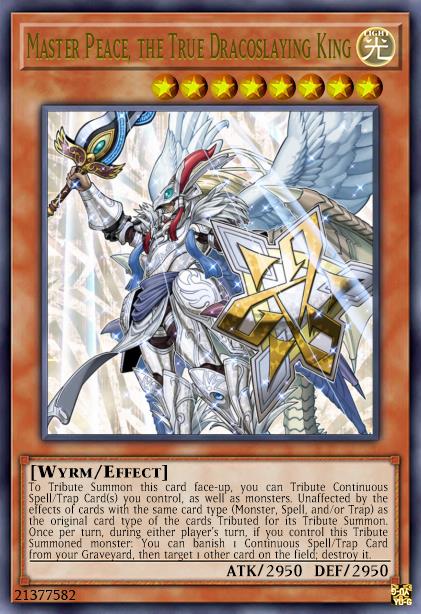 Master Peace, the True Dracoslaying King
LIGHT
光
[Wyrm/Effect]
To Tribute Summon this card face-up, you can Tribute Continuous
Spell/Trap Card(s) you control, as well as monsters. Unaffected by the
effects of cards with the same card type (Monster, Spell, and/or Trap) as
the original card type of the cards Tributed for its Tribute Summon.
Once per turn, during either player's turn, if you control this Tribute
Summoned monster: You can banish 1 Continuous Spell/Trap Card
from your Graveyard, then target 1 other card on the field; destroy it.
ATK/2950 DEF/2950
21377582